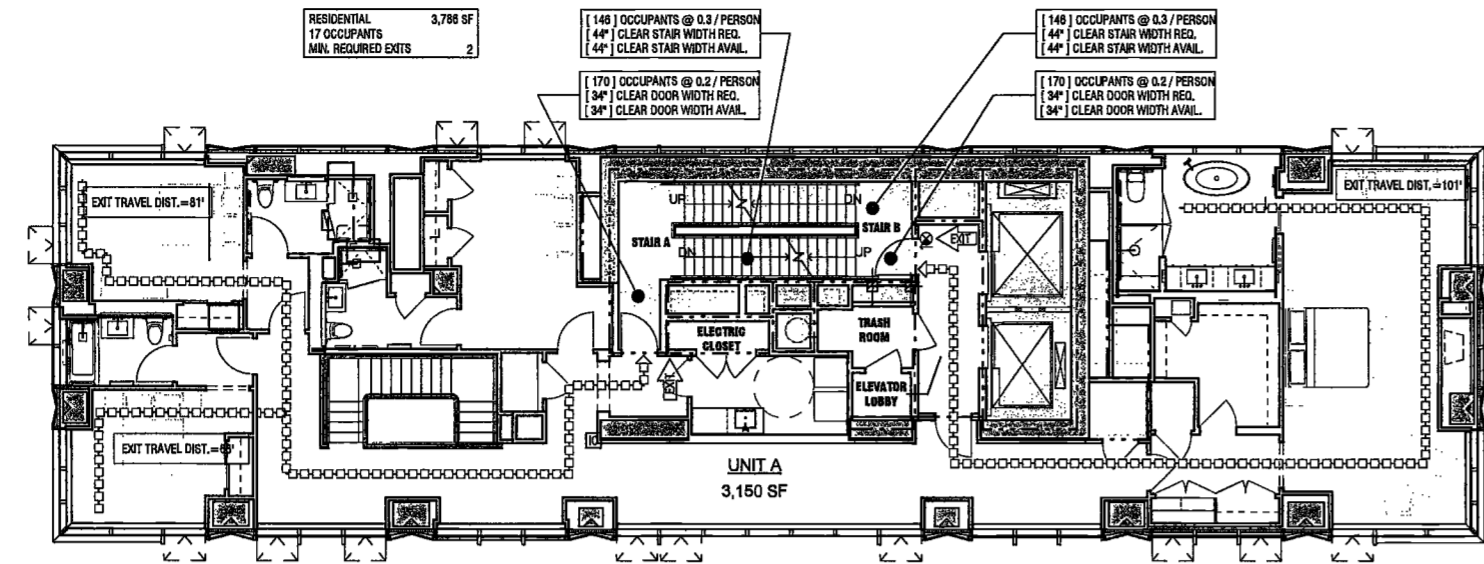 RESIDENTIAL 3,786 SF
17 OCCUPANTS
MIN. REQUIRED EXITS 2
[ 146 ] OCCUPANTS @ 0.3 / PERSON
[ 44" ] CLEAR STAIR WIDTH REQ.
[ 44" ] CLEAR STAIR WIDTH AVAIL.
[ 170 ] OCCUPANTS @ 0.2 / PERSON
[ 34" ] CLEAR DOOR WIDTH REQ.
[ 34" ] CLEAR DOOR WIDTH AVAIL.
[ 146 ] OCCUPANTS @ 0.3 / PERSON
[ 44" ] CLEAR STAIR WIDTH REQ.
[ 44" ] CLEAR STAIR WIDTH AVAIL.
[ 170 ] OCCUPANTS @ 0.2 / PERSON
[ 34" ] CLEAR DOOR WIDTH REQ.
[ 34" ] CLEAR DOOR WIDTH AVAIL.
EXIT TRAVEL DIST.=81'
UP
DN
STAIR A
STAIR B
DN
UP
EXIT
EXIT TRAVEL DIST.=101'
ELECTRIC
CLOSET
TRASH
ROOM
EXIT
ELEVATOR
LOBBY
EXIT TRAVEL DIST.=
UNIT A
3,150 SF